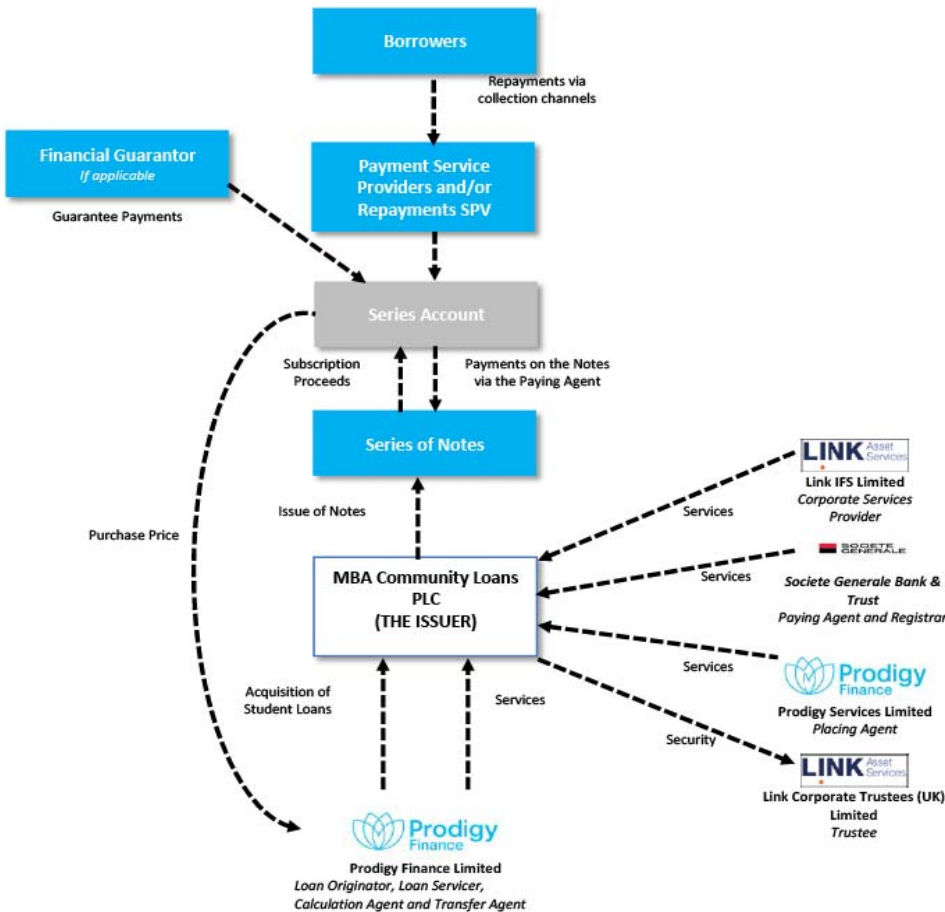 Borrowers
Repayments via
collection channels
Financial Guarantor
If applicable
Guarantee Payments
Payment Service
Providers and/or
Repayments SPV
Series Account
Subscription
Proceeds
Payments on the Notes
via the Paying Agent
Series of Notes
Issue of Notes
Purchase Price
MBA Community Loans
PLC
(THE ISSUER)
Services
LINK Asset
Services
Link IFS Limited
Corporate Services
Provider
Services
SOCIETE
GENERALE
Societe Generale Bank &
Trust
Paying Agent and Registrar
Services
Prodigy
Finance
Prodigy Services Limited
Placing Agent
Security
LINK Asset
Services
Link Corporate Trustees (UK)
Limited
Trustee
Acquisition of
Student Loans
Services
Prodigy
Finance
Prodigy Finance Limited
Loan Originator, Loan Servicer,
Calculation Agent and Transfer Agent